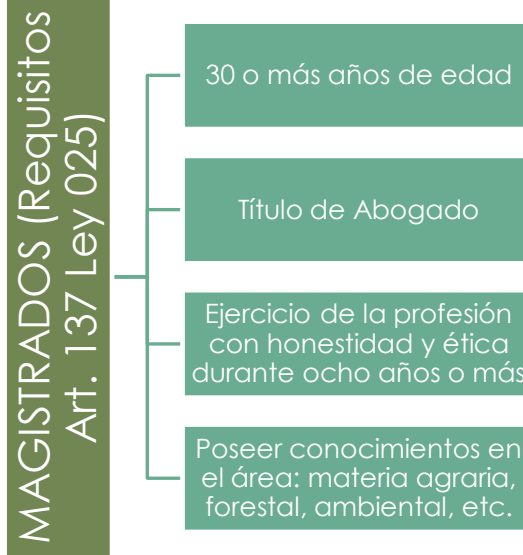 MAGISTRADOS (Requisitos
Art. 137 Ley 025)
30 o más años de edad
Título de Abogado
Ejercicio de la profesión
con honestidad y ética
durante ocho años o más
Poseer conocimientos en
el área: materia agraria,
forestal, ambiental, etc.